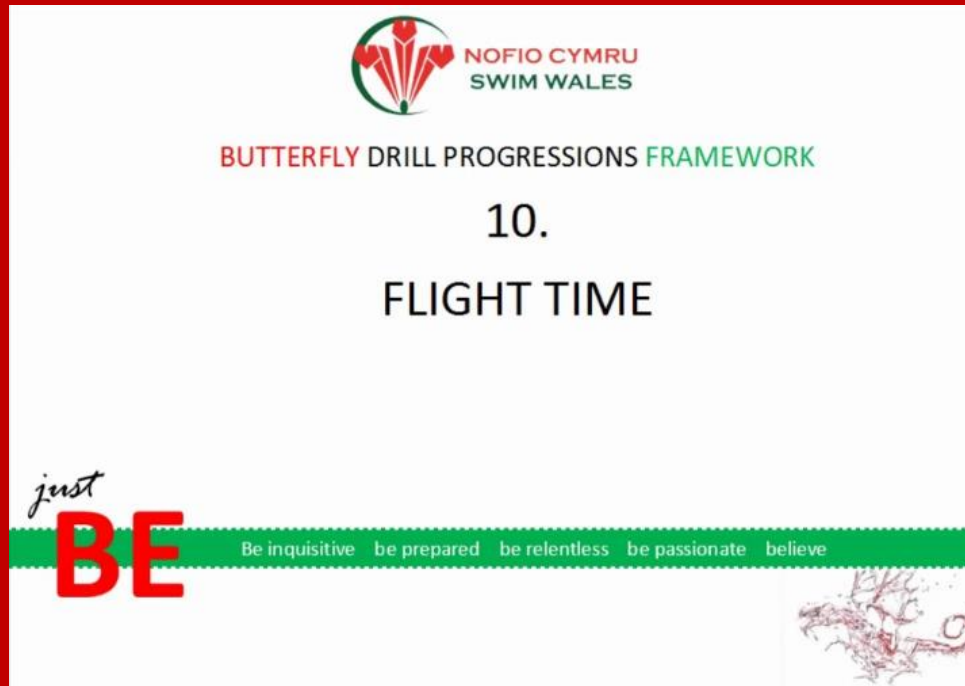 NOFIO CYMRU
SWIM WALES
BUTTERFLY DRILL PROGRESSIONS FRAMEWORK
10.
FLIGHT TIME
just
BE
Be inquisitive be prepared be relentless be passionate believe